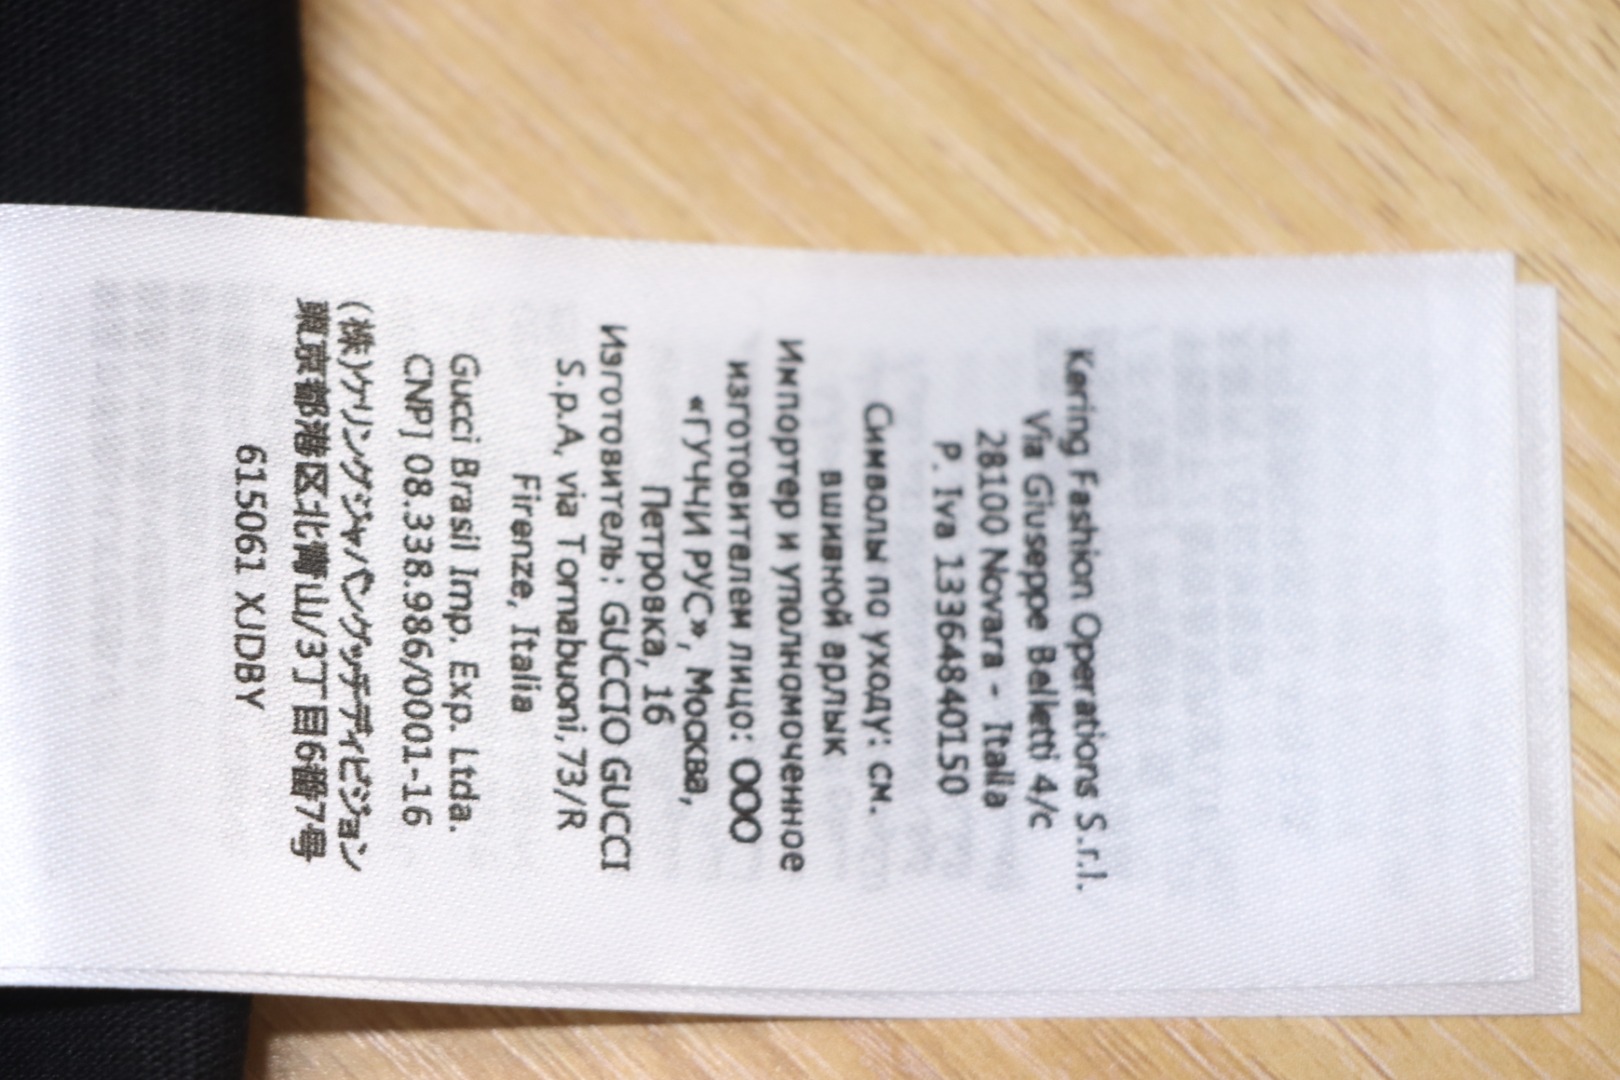 Kering Fashion Operations S.r.l.
Via Giuseppe Belletti 4/c
28100 Novara - Italia
P. Iva 13364840150
Символы по уходу: см.
вшивной ярлык
Импортер и уполномоченное
изготовителем лицо: ООО
«ГУЧЧИ РУС», Москва,
Петровка, 16
Изготовитель: GUCCIO GUCCI
S.p.A, via Tornabuoni,73/R
Firenze, Italia
Gucci Brasil Imp. Exp. Ltda.
CNPJ 08.338.986/0001-16
(株)ケリングジャパングッチディビジョン
東京都港区北青山/3丁目6番7号
615061 XJDBY